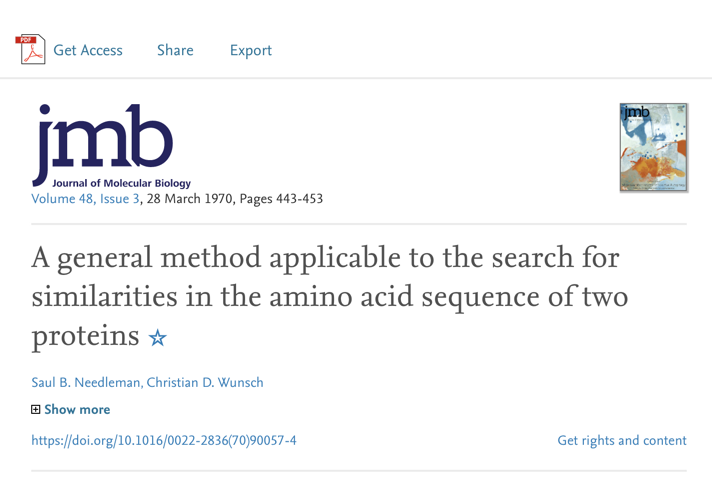 PDF
Get Access Share Export
jmb
Journal of Molecular Biology
jmb
Volume 48, Issue 3, 28 March 1970, Pages 443-453
A general method applicable to the search for
similarities in the amino acid sequence of two
proteins ☆
Saul B. Needleman, Christian D. Wunsch
Show more
https://doi.org/10.1016/0022-2836(70)90057-4 Get rights and content